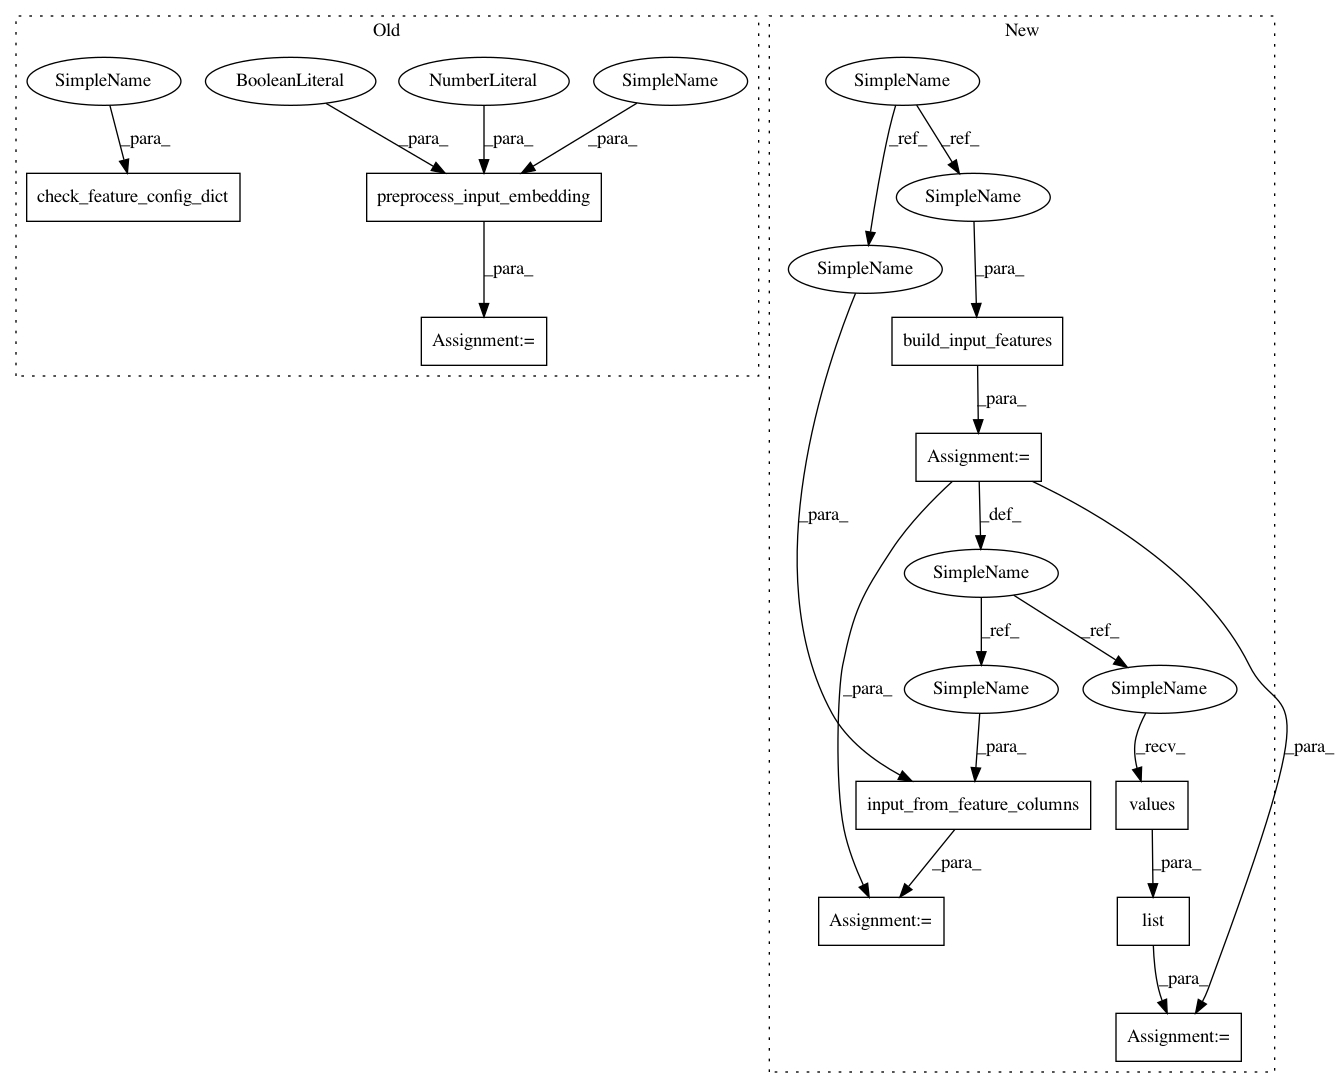 Old
SimpleName
BooleanLiteral
NumberLiteral
SimpleName
_para_
_para_
_para_
_para_
check_feature_config_dict
preprocess_input_embedding
_para_
Assignment:=
New
SimpleName
_ref_
_ref_
SimpleName
SimpleName
_para_
build_input_features
_para_
Assignment:=
_para_
_def_
SimpleName
_ref_
_ref_
_para_
SimpleName
SimpleName
_para_
_recv_
_para_
input_from_feature_columns
values
_para_
_para_
Assignment:=
list
_para_
Assignment:=